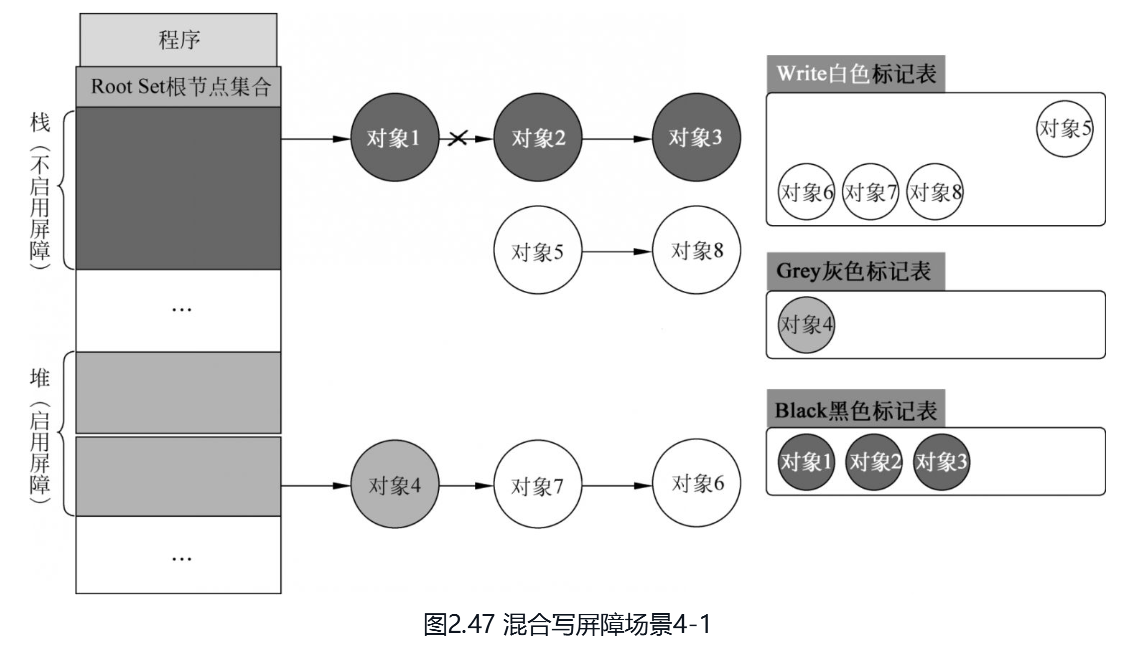 程序
Root Set根节点集合
栈（不启用屏障）
…
堆（启用屏障）
…
对象1
对象2
对象3
对象5
对象8
对象4
对象7
对象6
Write白色标记表
对象5
对象6
对象7
对象8
Grey灰色标记表
对象4
Black黑色标记表
对象1
对象2
对象3
图2.47 混合写屏障场景4-1